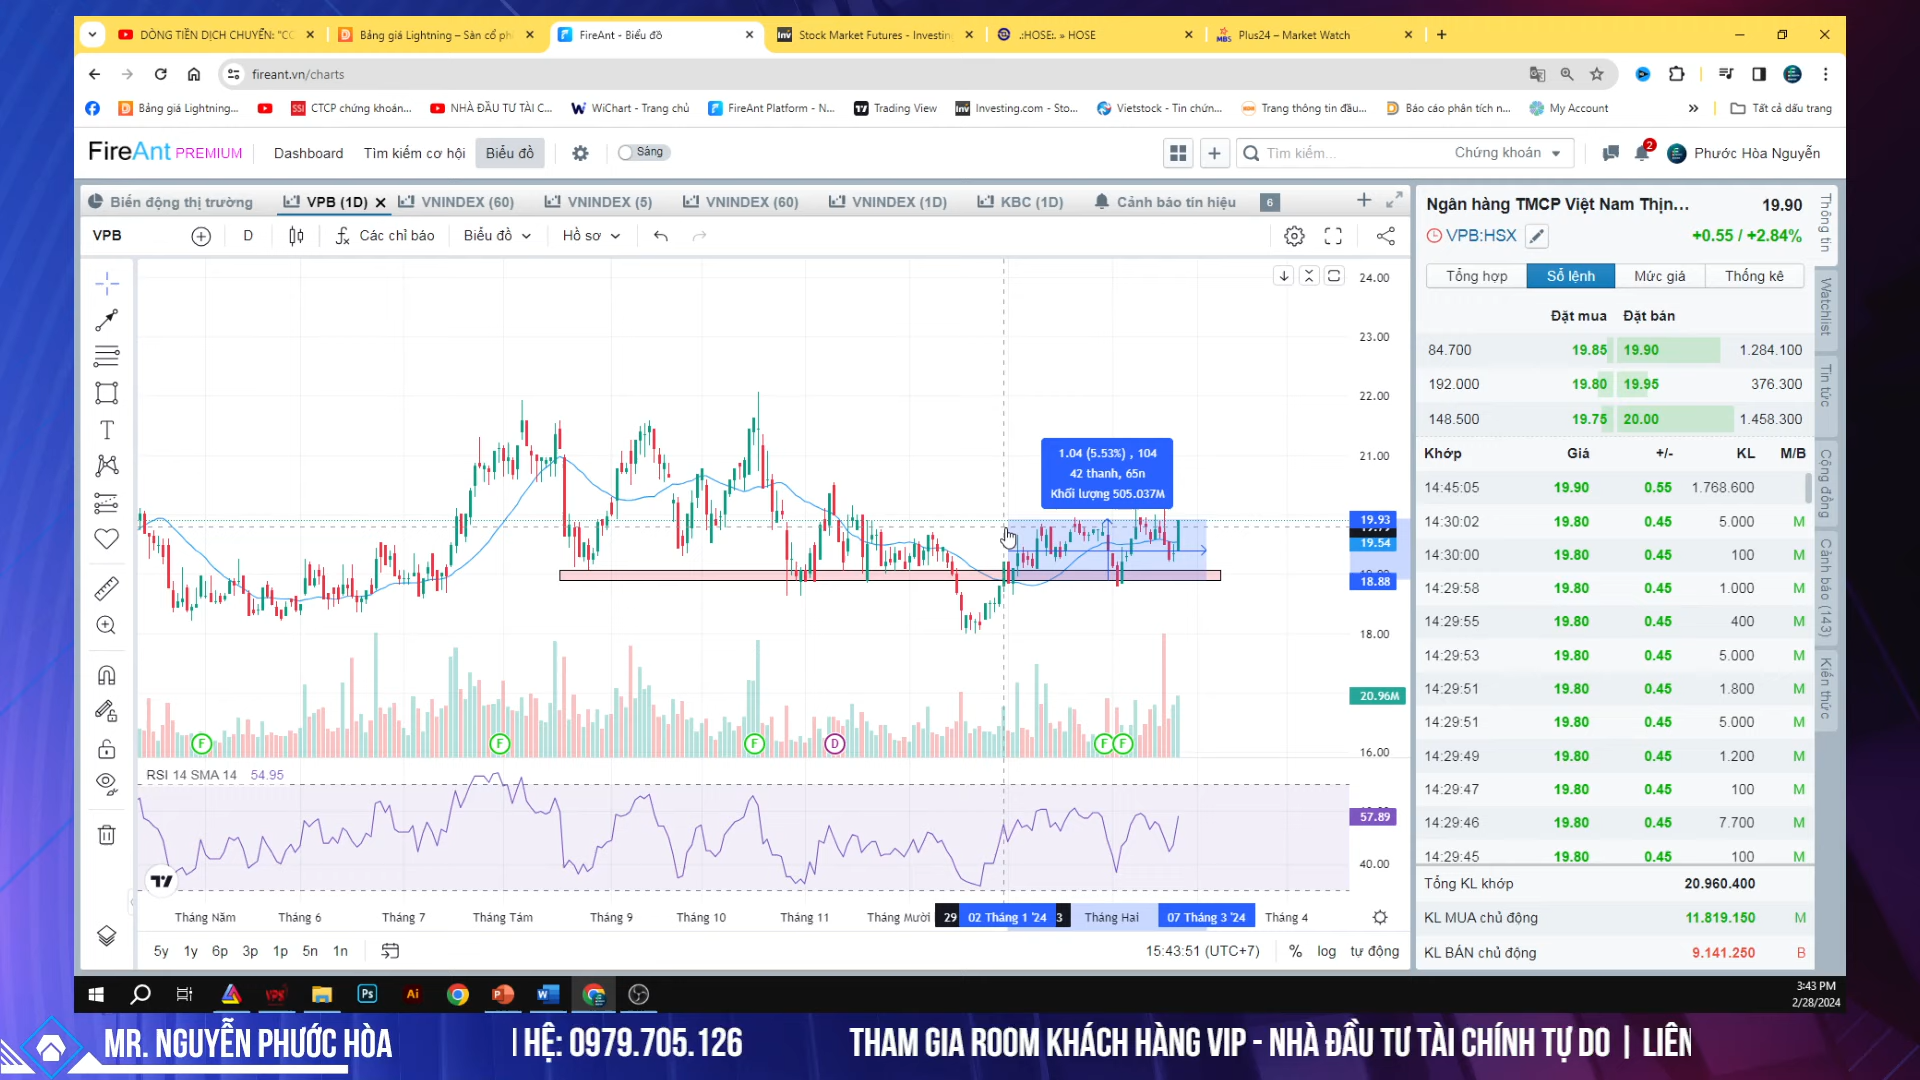 DÒNG TIỀN DỊCH CHUYỂN: "CC
Bảng giá Lightning – Sàn cổ ph
FireAnt - Biểu đồ
Stock Market Futures - Investing
.:HOSE:. » HOSE
Plus24 – Market Watch
fireant.vn/charts
Bảng giá Lightning...
CTCP chứng khoán...
NHÀ ĐẦU TƯ TÀI C...
WiChart - Trang chủ
FireAnt Platform - N...
Trading View
Investing.com - Sto...
Vietstock - Tin chứn...
Trang thông tin đầu...
Báo cáo phân tích n...
My Account
Tất cả dấu trang
FireAnt PREMIUM
Dashboard
Tìm kiếm cơ hội
Biểu đồ
Sáng
Tìm kiếm...
Chứng khoán
2
Phước Hòa Nguyễn
Biến động thị trường
VPB (1D)
VNINDEX (60)
VNINDEX (5)
VNINDEX (60)
VNINDEX (1D)
KBC (1D)
Cảnh báo tín hiệu
6
VPB
D
Các chỉ báo
Biểu đồ
Hồ sơ
24.00
23.00
22.00
21.00
19.93
19.54
18.88
18.00
20.96M
16.00
1.04 (5.53%) , 104
42 thanh, 65n
Khối lượng 505.037M
F
F
F
D
F
F
RSI 14 SMA 14 54.95
57.89
40.00
Tháng Năm
Tháng 6
Tháng 7
Tháng Tám
Tháng 9
Tháng 10
Tháng 11
Tháng Mười
29
02 Tháng 1 '24
3
Tháng Hai
07 Tháng 3 '24
Tháng 4
5y 1y 6p 3p 1p 5n 1n
15:43:51 (UTC+7)
% log tự động
Ngân hàng TMCP Việt Nam Thịn... 19.90
VPB:HSX +0.55 / +2.84%
Tổng hợp Sổ lệnh Mức giá Thống kê
Đặt mua Đặt bán
84.700 19.85 19.90 1.284.100
192.000 19.80 19.95 376.300
148.500 19.75 20.00 1.458.300
Khớp Giá +/- KL M/B
14:45:05 19.90 0.55 1.768.600
14:30:02 19.80 0.45 5.000 M
14:30:00 19.80 0.45 100 M
14:29:58 19.80 0.45 1.000 M
14:29:55 19.80 0.45 400 M
14:29:53 19.80 0.45 5.000 M
14:29:51 19.80 0.45 1.800 M
14:29:51 19.80 0.45 5.000 M
14:29:49 19.80 0.45 1.200 M
14:29:47 19.80 0.45 100 M
14:29:46 19.80 0.45 7.700 M
14:29:45 19.80 0.45 100 M
Tổng KL khớp 20.960.400
KL MUA chủ động 11.819.150 M
KL BÁN chủ động 9.141.250 B
Thông tin
Watchlist
Tin tức
Cộng đồng
Cảnh báo (143)
Kiến thức
3:43 PM
2/28/2024
MR. NGUYỄN PHƯỚC HÒA
HỆ: 0979.705.126
THAM GIA ROOM KHÁCH HÀNG VIP - NHÀ ĐẦU TƯ TÀI CHÍNH TỰ DO | LIÊN